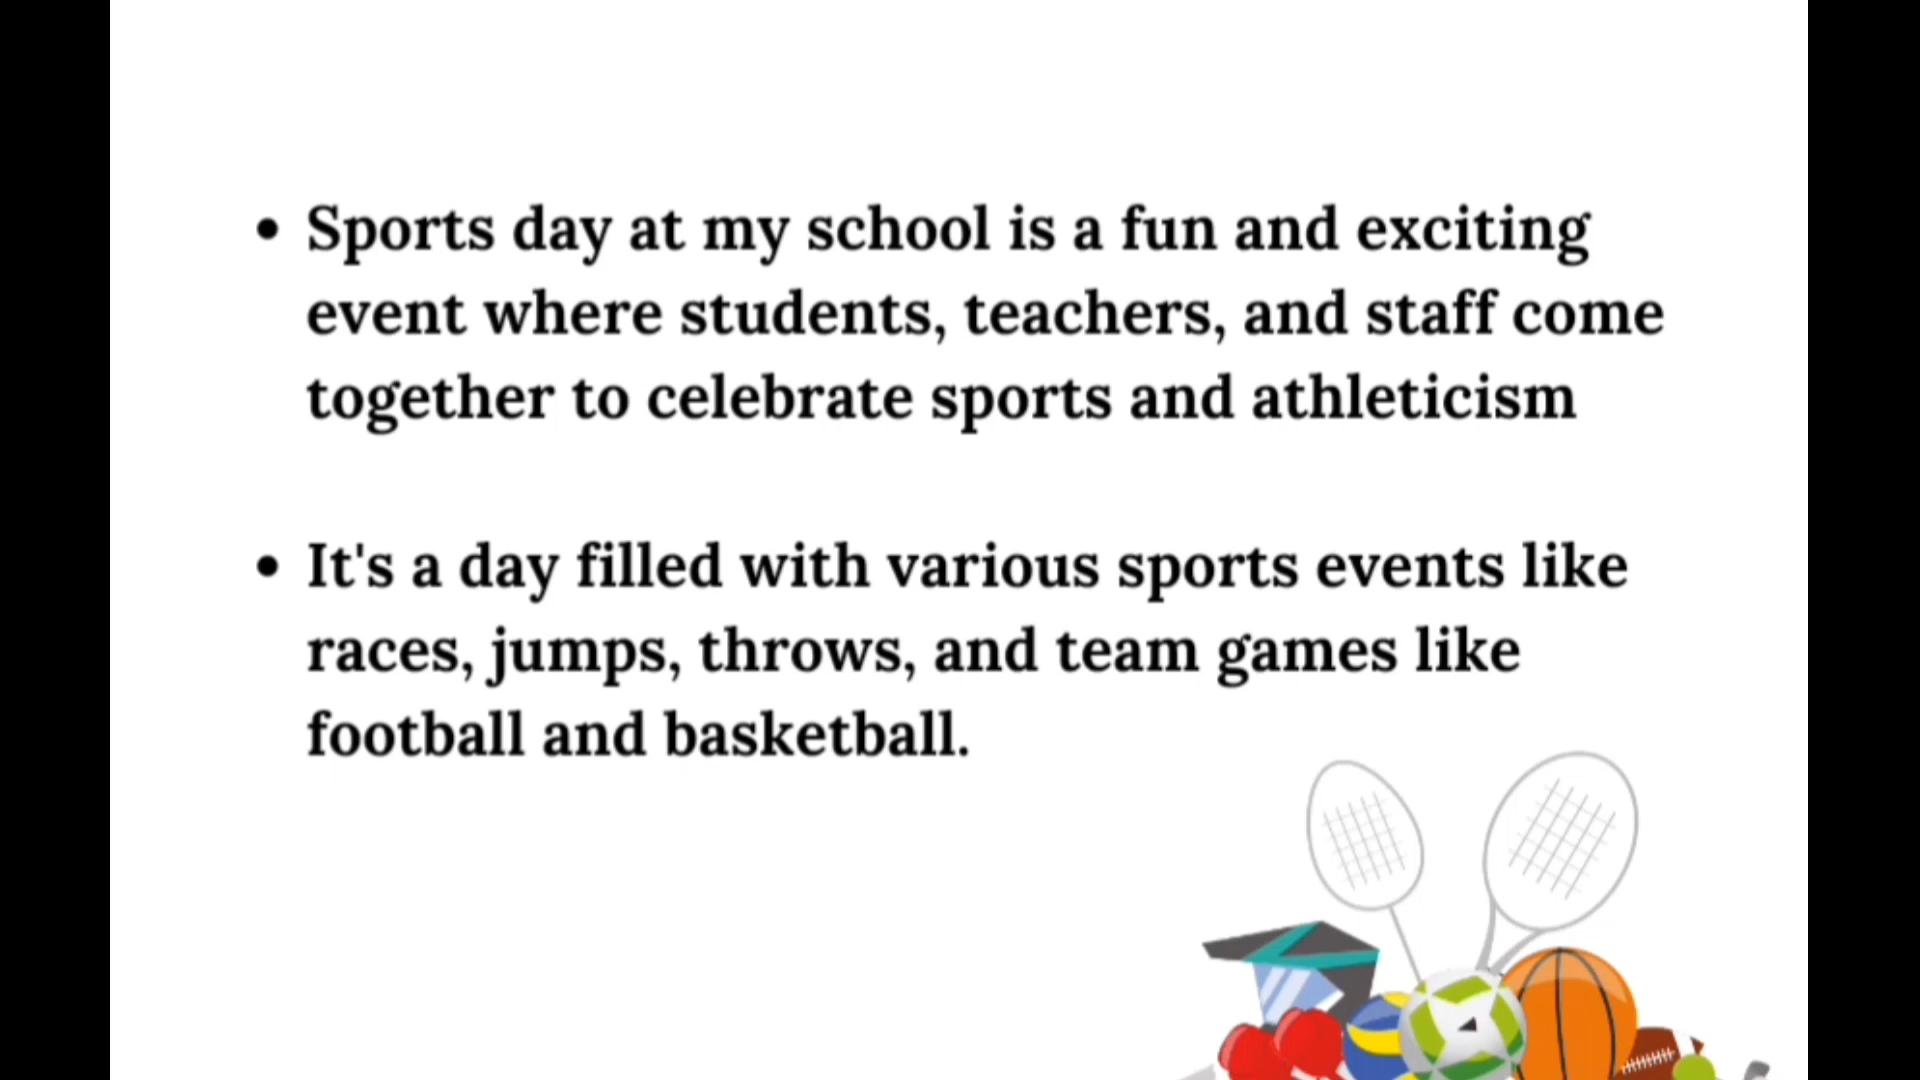 • Sports day at my school is a fun and exciting
event where students, teachers, and staff come
together to celebrate sports and athleticism
• It's a day filled with various sports events like
races, jumps, throws, and team games like
football and basketball.